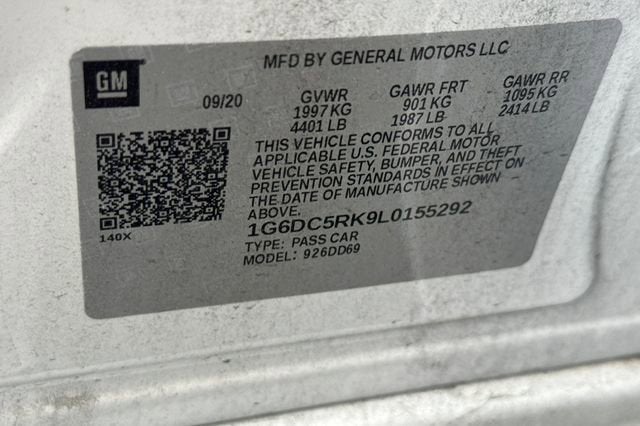 GM
MFD BY GENERAL MOTORS LLC
09/20 GVWR GAWR FRT GAWR RR
1997 KG 901 KG 1095 KG
4401 LB 1987 LB 2414 LB
THIS VEHICLE CONFORMS TO ALL
APPLICABLE U.S. FEDERAL MOTOR
VEHICLE SAFETY, BUMPER, AND THEFT
PREVENTION STANDARDS IN EFFECT ON
THE DATE OF MANUFACTURE SHOWN
ABOVE.
1G6DC5RK9L0155292
140X
TYPE: PASS CAR
MODEL: 926DD69